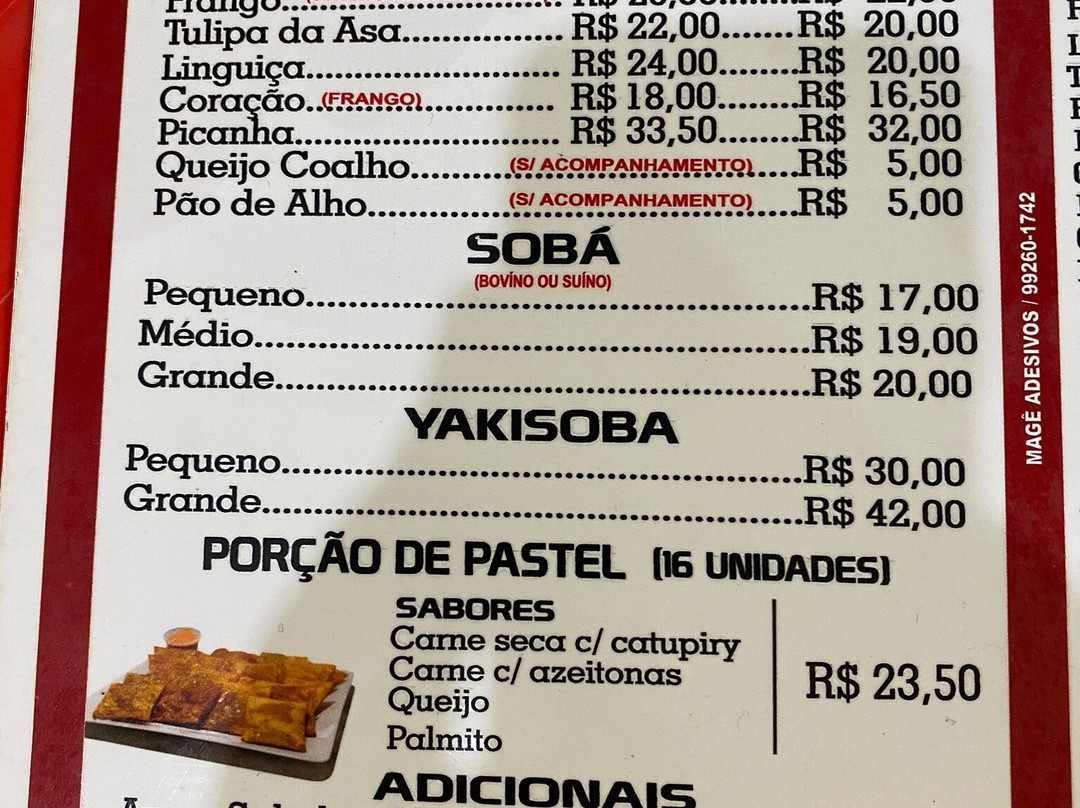 Frango
Tulipa da Asa................ R$ 22,00........R$ 20,00
Linguiça............................ R$ 24,00........R$ 20,00
Coração...(FRANGO)............. R$ 18,00........R$ 16,50
Picanha............................. R$ 33,50........R$ 32,00
Queijo Coalho.........(S/ ACOMPANHAMENTO).....R$ 5,00
Pão de Alho.............(S/ ACOMPANHAMENTO).....R$ 5,00
SOBÁ
(BOVÍNO OU SUÍNO)
Pequeno......................................................R$ 17,00
Médio..........................................................R$ 19,00
Grande........................................................R$ 20,00
YAKISOBA
Pequeno......................................................R$ 30,00
Grande........................................................R$ 42,00
PORÇÃO DE PASTEL (16 UNIDADES)
SABORES
Carne seca c/ catupiry
Carne c/ azeitonas
Queijo
Palmito
R$ 23,50
ADICIONAIS
MAGÊ ADESIVOS / 99260-1742